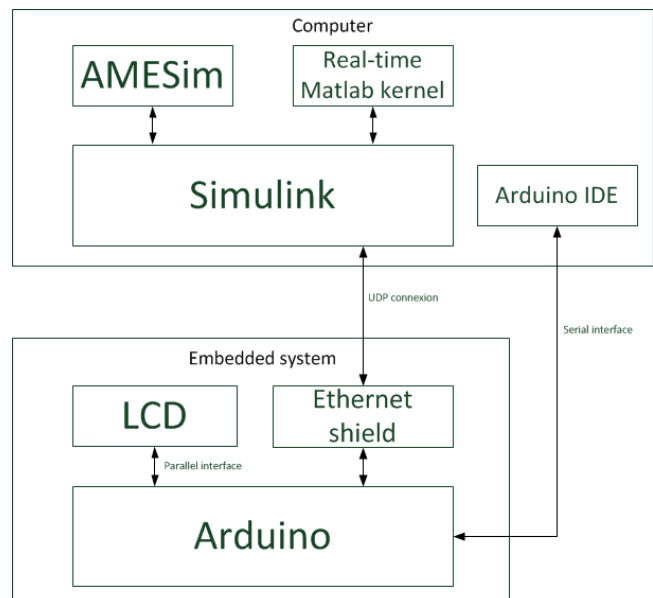 Computer
AMESim
Real-time
Matlab kernel
Simulink
Arduino IDE
UDP connexion
Serial interface
Embedded system
LCD
Ethernet
shield
Parallel interface
Arduino